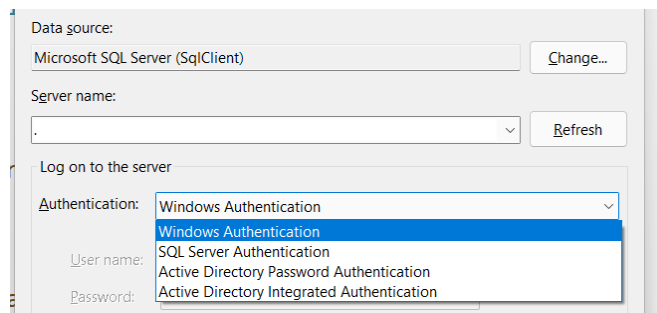 Data source:
Microsoft SQL Server (SqlClient)
Change...
Server name:
.
Refresh
Log on to the server
Authentication:
Windows Authentication
Windows Authentication
SQL Server Authentication
User name:
Active Directory Password Authentication
Password:
Active Directory Integrated Authentication